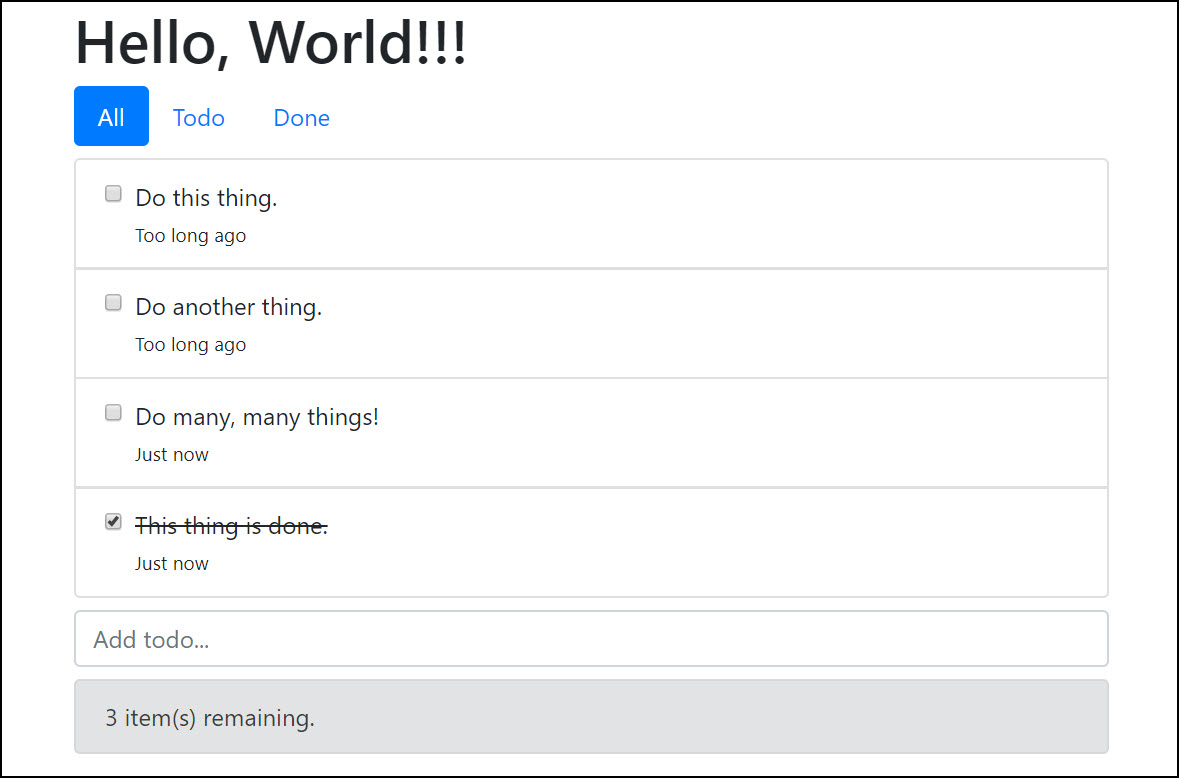 Hello, World!!!
All Todo Done
Do this thing.
Too long ago
Do another thing.
Too long ago
Do many, many things!
Just now
This thing is done.
Just now
Add todo...
3 item(s) remaining.